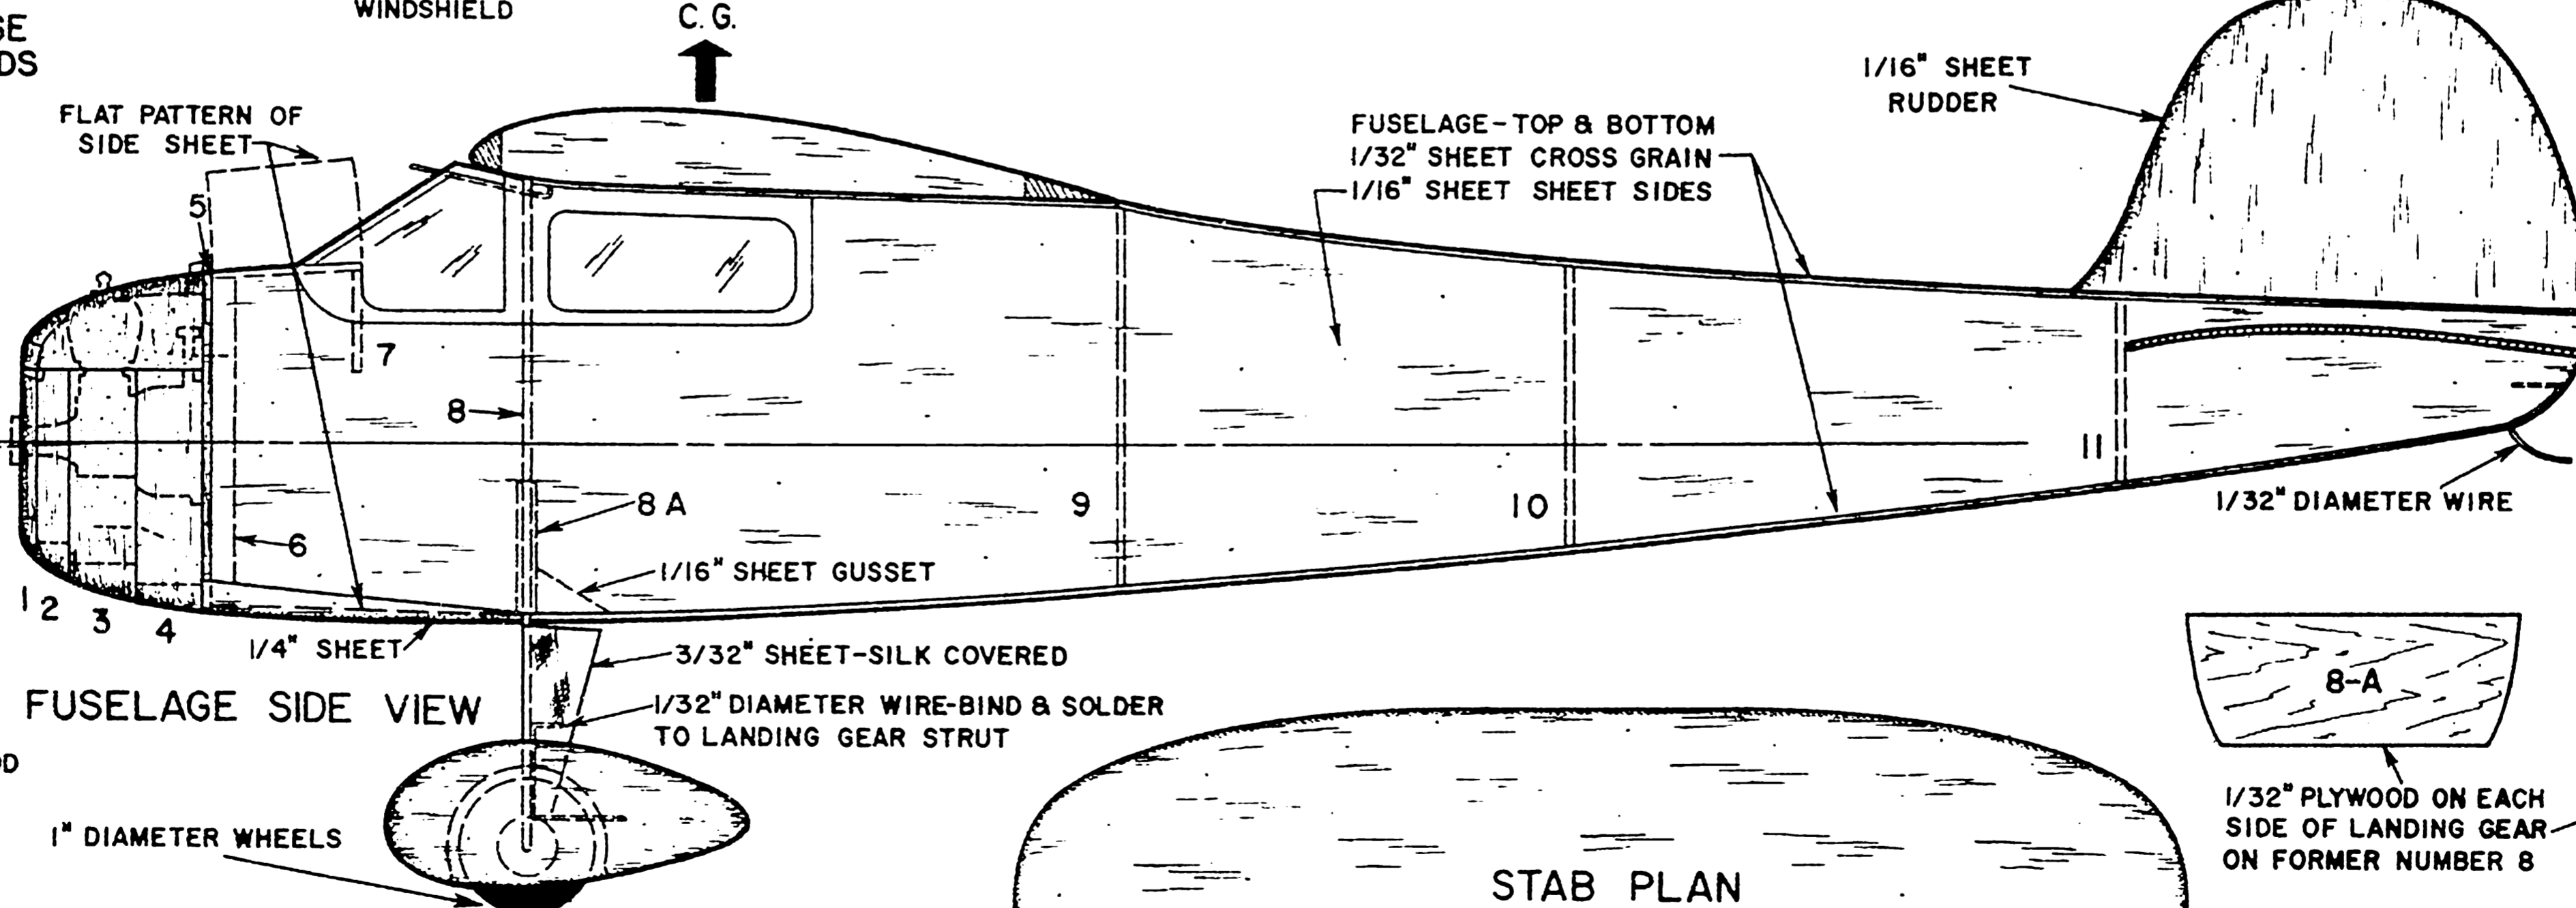 WINDSHIELD
C.G.
FLAT PATTERN OF
SIDE SHEET
1/16" SHEET
RUDDER
FUSELAGE-TOP & BOTTOM
1/32" SHEET CROSS GRAIN
1/16" SHEET SHEET SIDES
5
7
8
8 A
9
10
11
6
1/16" SHEET GUSSET
1/32" DIAMETER WIRE
1
2
3
4
1/4" SHEET
3/32" SHEET-SILK COVERED
FUSELAGE SIDE VIEW
1/32" DIAMETER WIRE-BIND & SOLDER
TO LANDING GEAR STRUT
8-A
1" DIAMETER WHEELS
1/32" PLYWOOD ON EACH
SIDE OF LANDING GEAR
ON FORMER NUMBER 8
STAB PLAN